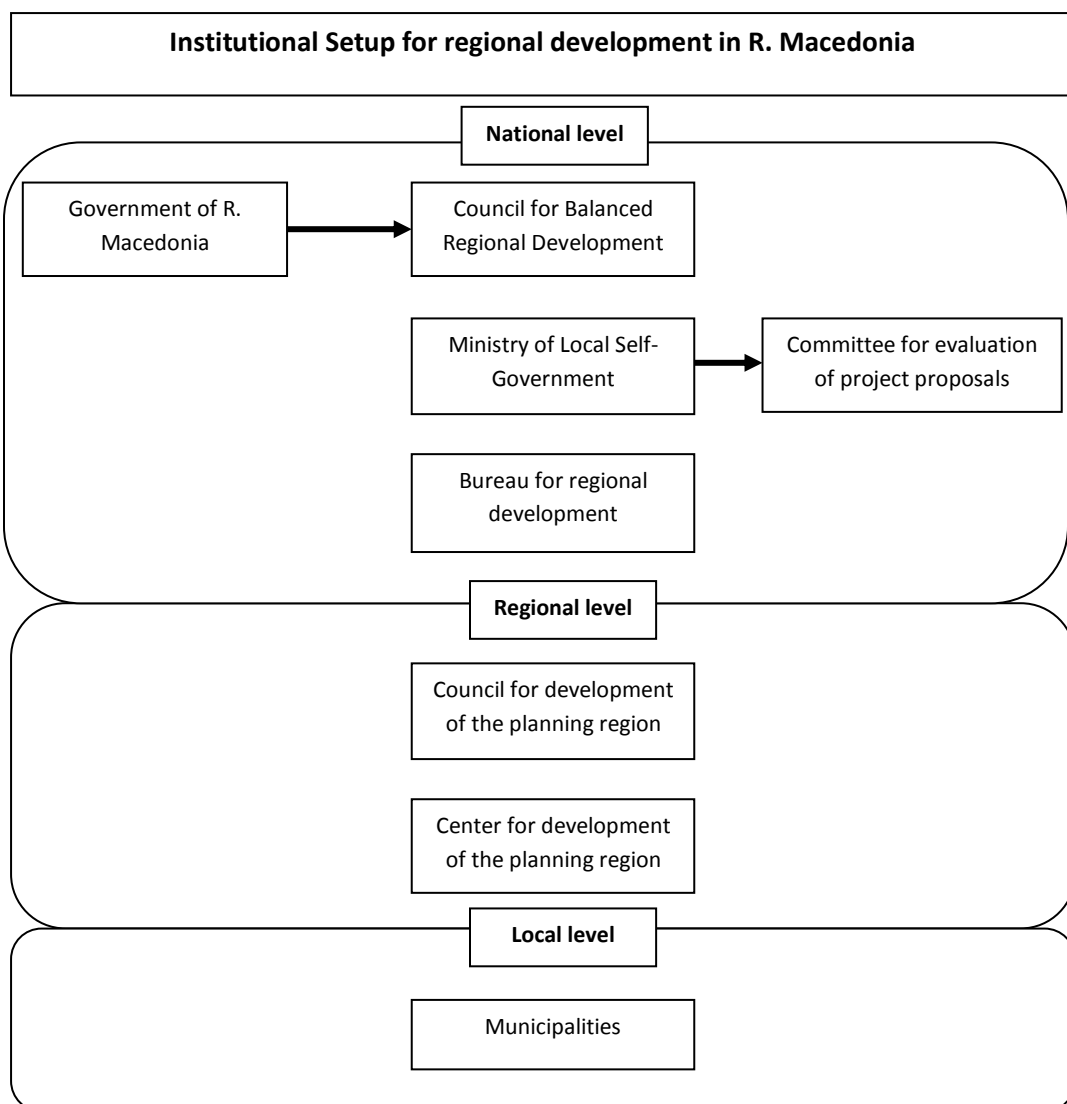 Institutional Setup for regional development in R. Macedonia
National level
Government of R.
Macedonia
Council for Balanced
Regional Development
Ministry of Local Self-
Government
Committee for evaluation
of project proposals
Bureau for regional
development
Regional level
Council for development
of the planning region
Center for development
of the planning region
Local level
Municipalities